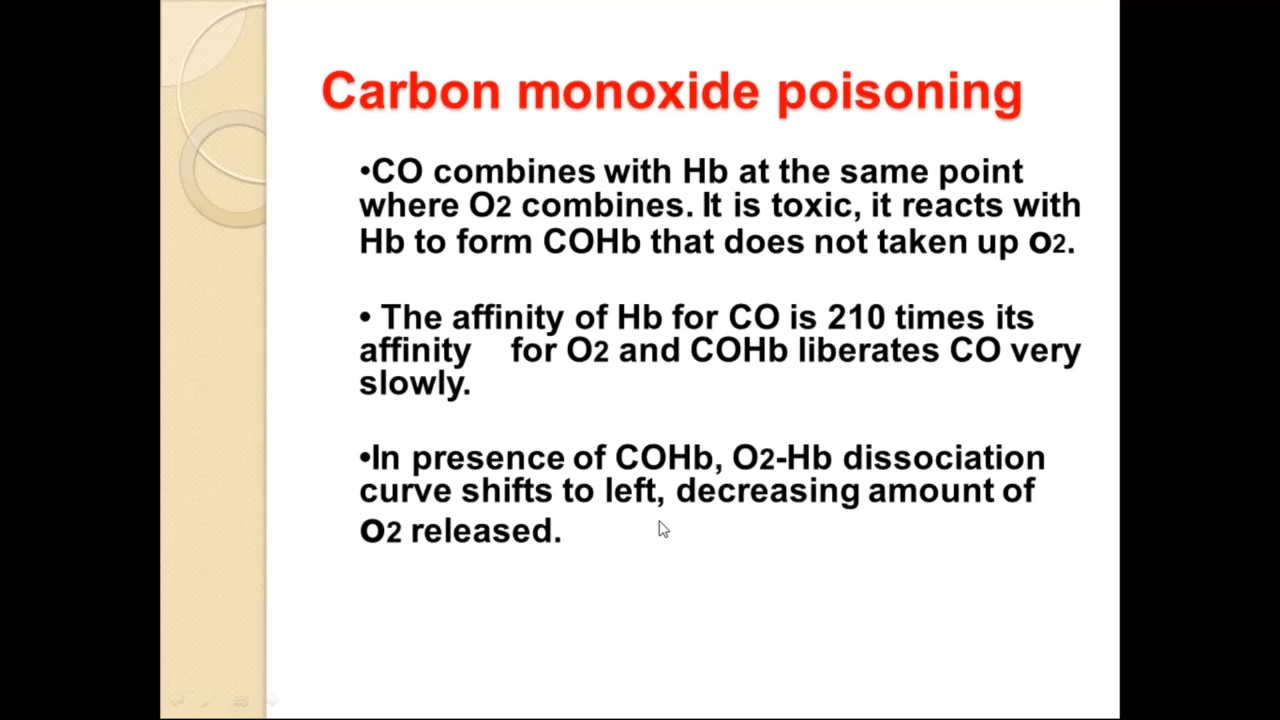 Carbon monoxide poisoning
•CO combines with Hb at the same point
where O2 combines. It is toxic, it reacts with
Hb to form COHb that does not taken up o2.
• The affinity of Hb for CO is 210 times its
affinity for O2 and COHb liberates CO very
slowly.
•In presence of COHb, O2-Hb dissociation
curve shifts to left, decreasing amount of
o2 released.